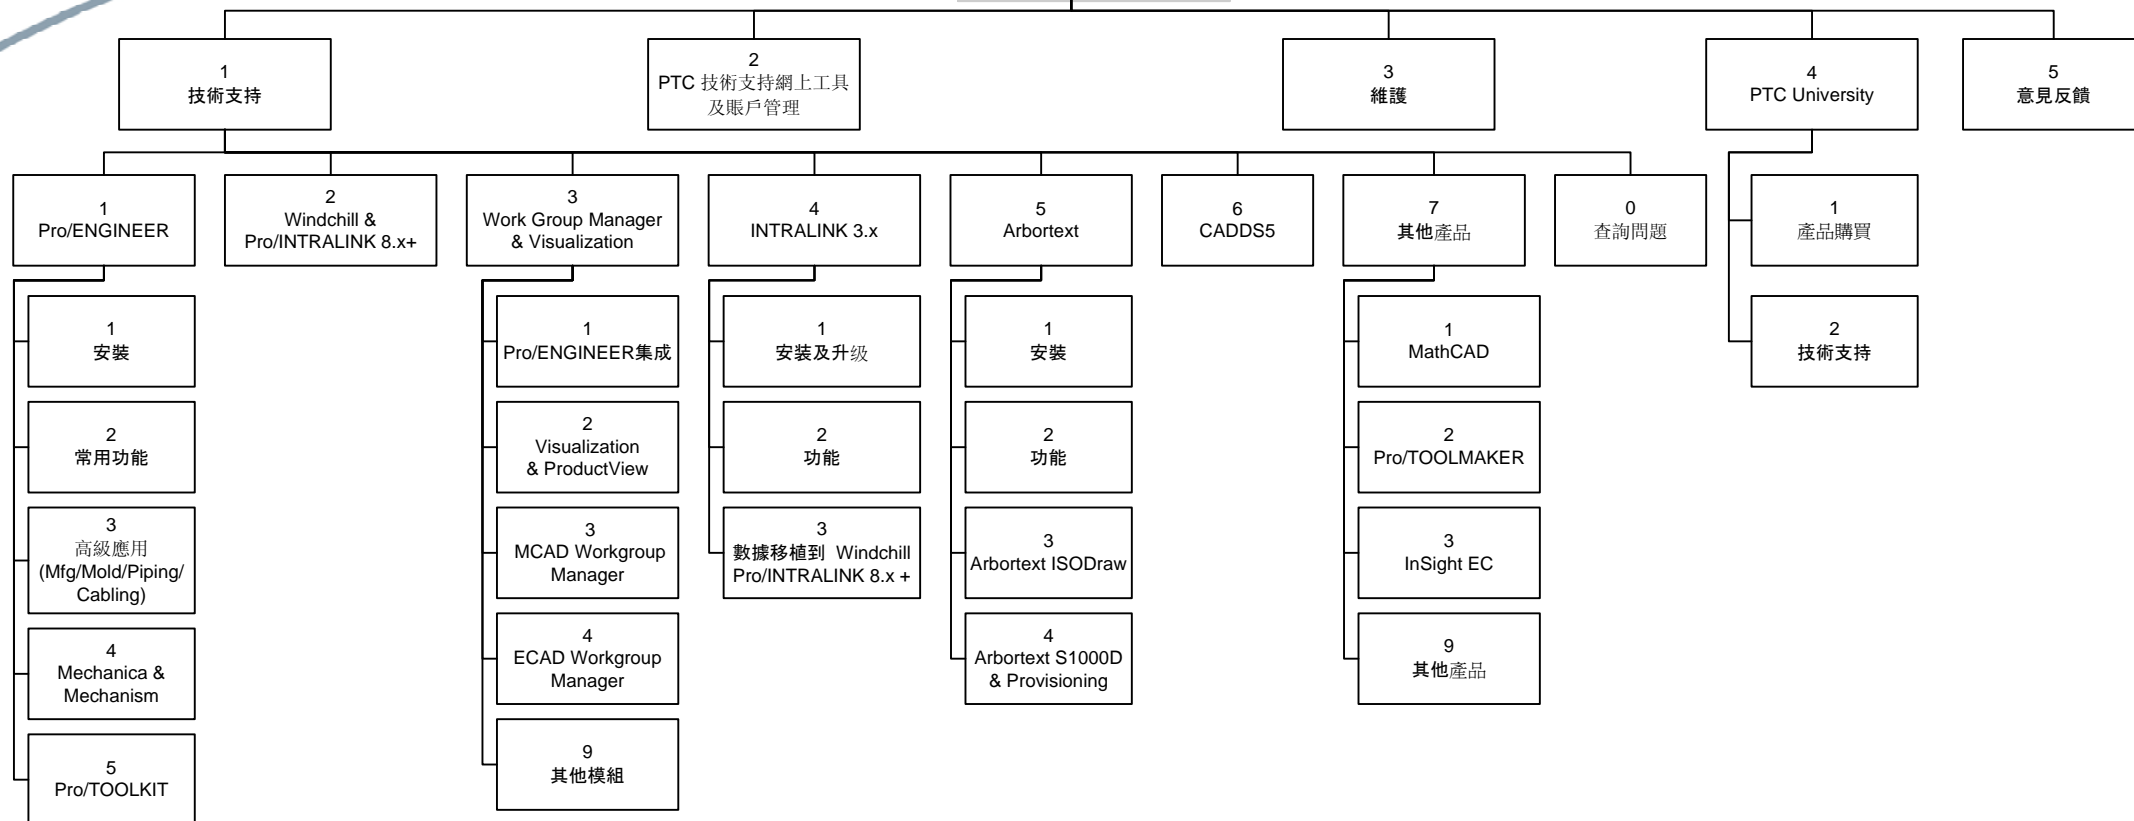 1
技術支持
2
PTC 技術支持網上工具
及賬戶管理
3
維護
4
PTC University
5
意見反饋
1
Pro/ENGINEER
2
Windchill &
Pro/INTRALINK 8.x+
3
Work Group Manager
& Visualization
4
INTRALINK 3.x
5
Arbortext
6
CADDS5
7
其他產品
0
查詢問題
1
產品購買
2
技術支持
1
安裝
2
常用功能
3
高級應用
(Mfg/Mold/Piping/
Cabling)
4
Mechanica &
Mechanism
5
Pro/TOOLKIT
1
Pro/ENGINEER集成
2
Visualization
& ProductView
3
MCAD Workgroup
Manager
4
ECAD Workgroup
Manager
9
其他模組
1
安裝及升级
2
功能
3
數據移植到 Windchill
Pro/INTRALINK 8.x +
1
安裝
2
功能
3
Arbortext ISODraw
4
Arbortext S1000D
& Provisioning
1
MathCAD
2
Pro/TOOLMAKER
3
InSight EC
9
其他產品